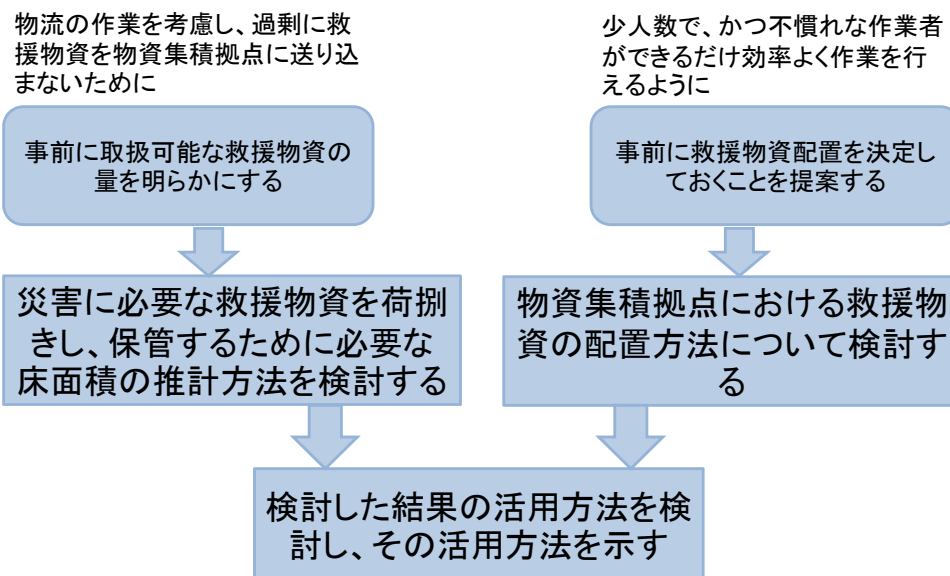 物流の作業を考慮し、過剰に救
援物資を物資集積拠点に送り込
まないために
少人数で、かつ不慣れな作業者
ができるだけ効率よく作業を行
えるように
事前に取扱可能な救援物資の
量を明らかにする
事前に救援物資配置を決定し
ておくことを提案する
災害に必要な救援物資を荷捌
きし、保管するために必要な
床面積の推計方法を検討する
物資集積拠点における救援物
資の配置方法について検討す
る
検討した結果の活用方法を検
討し、その活用方法を示す